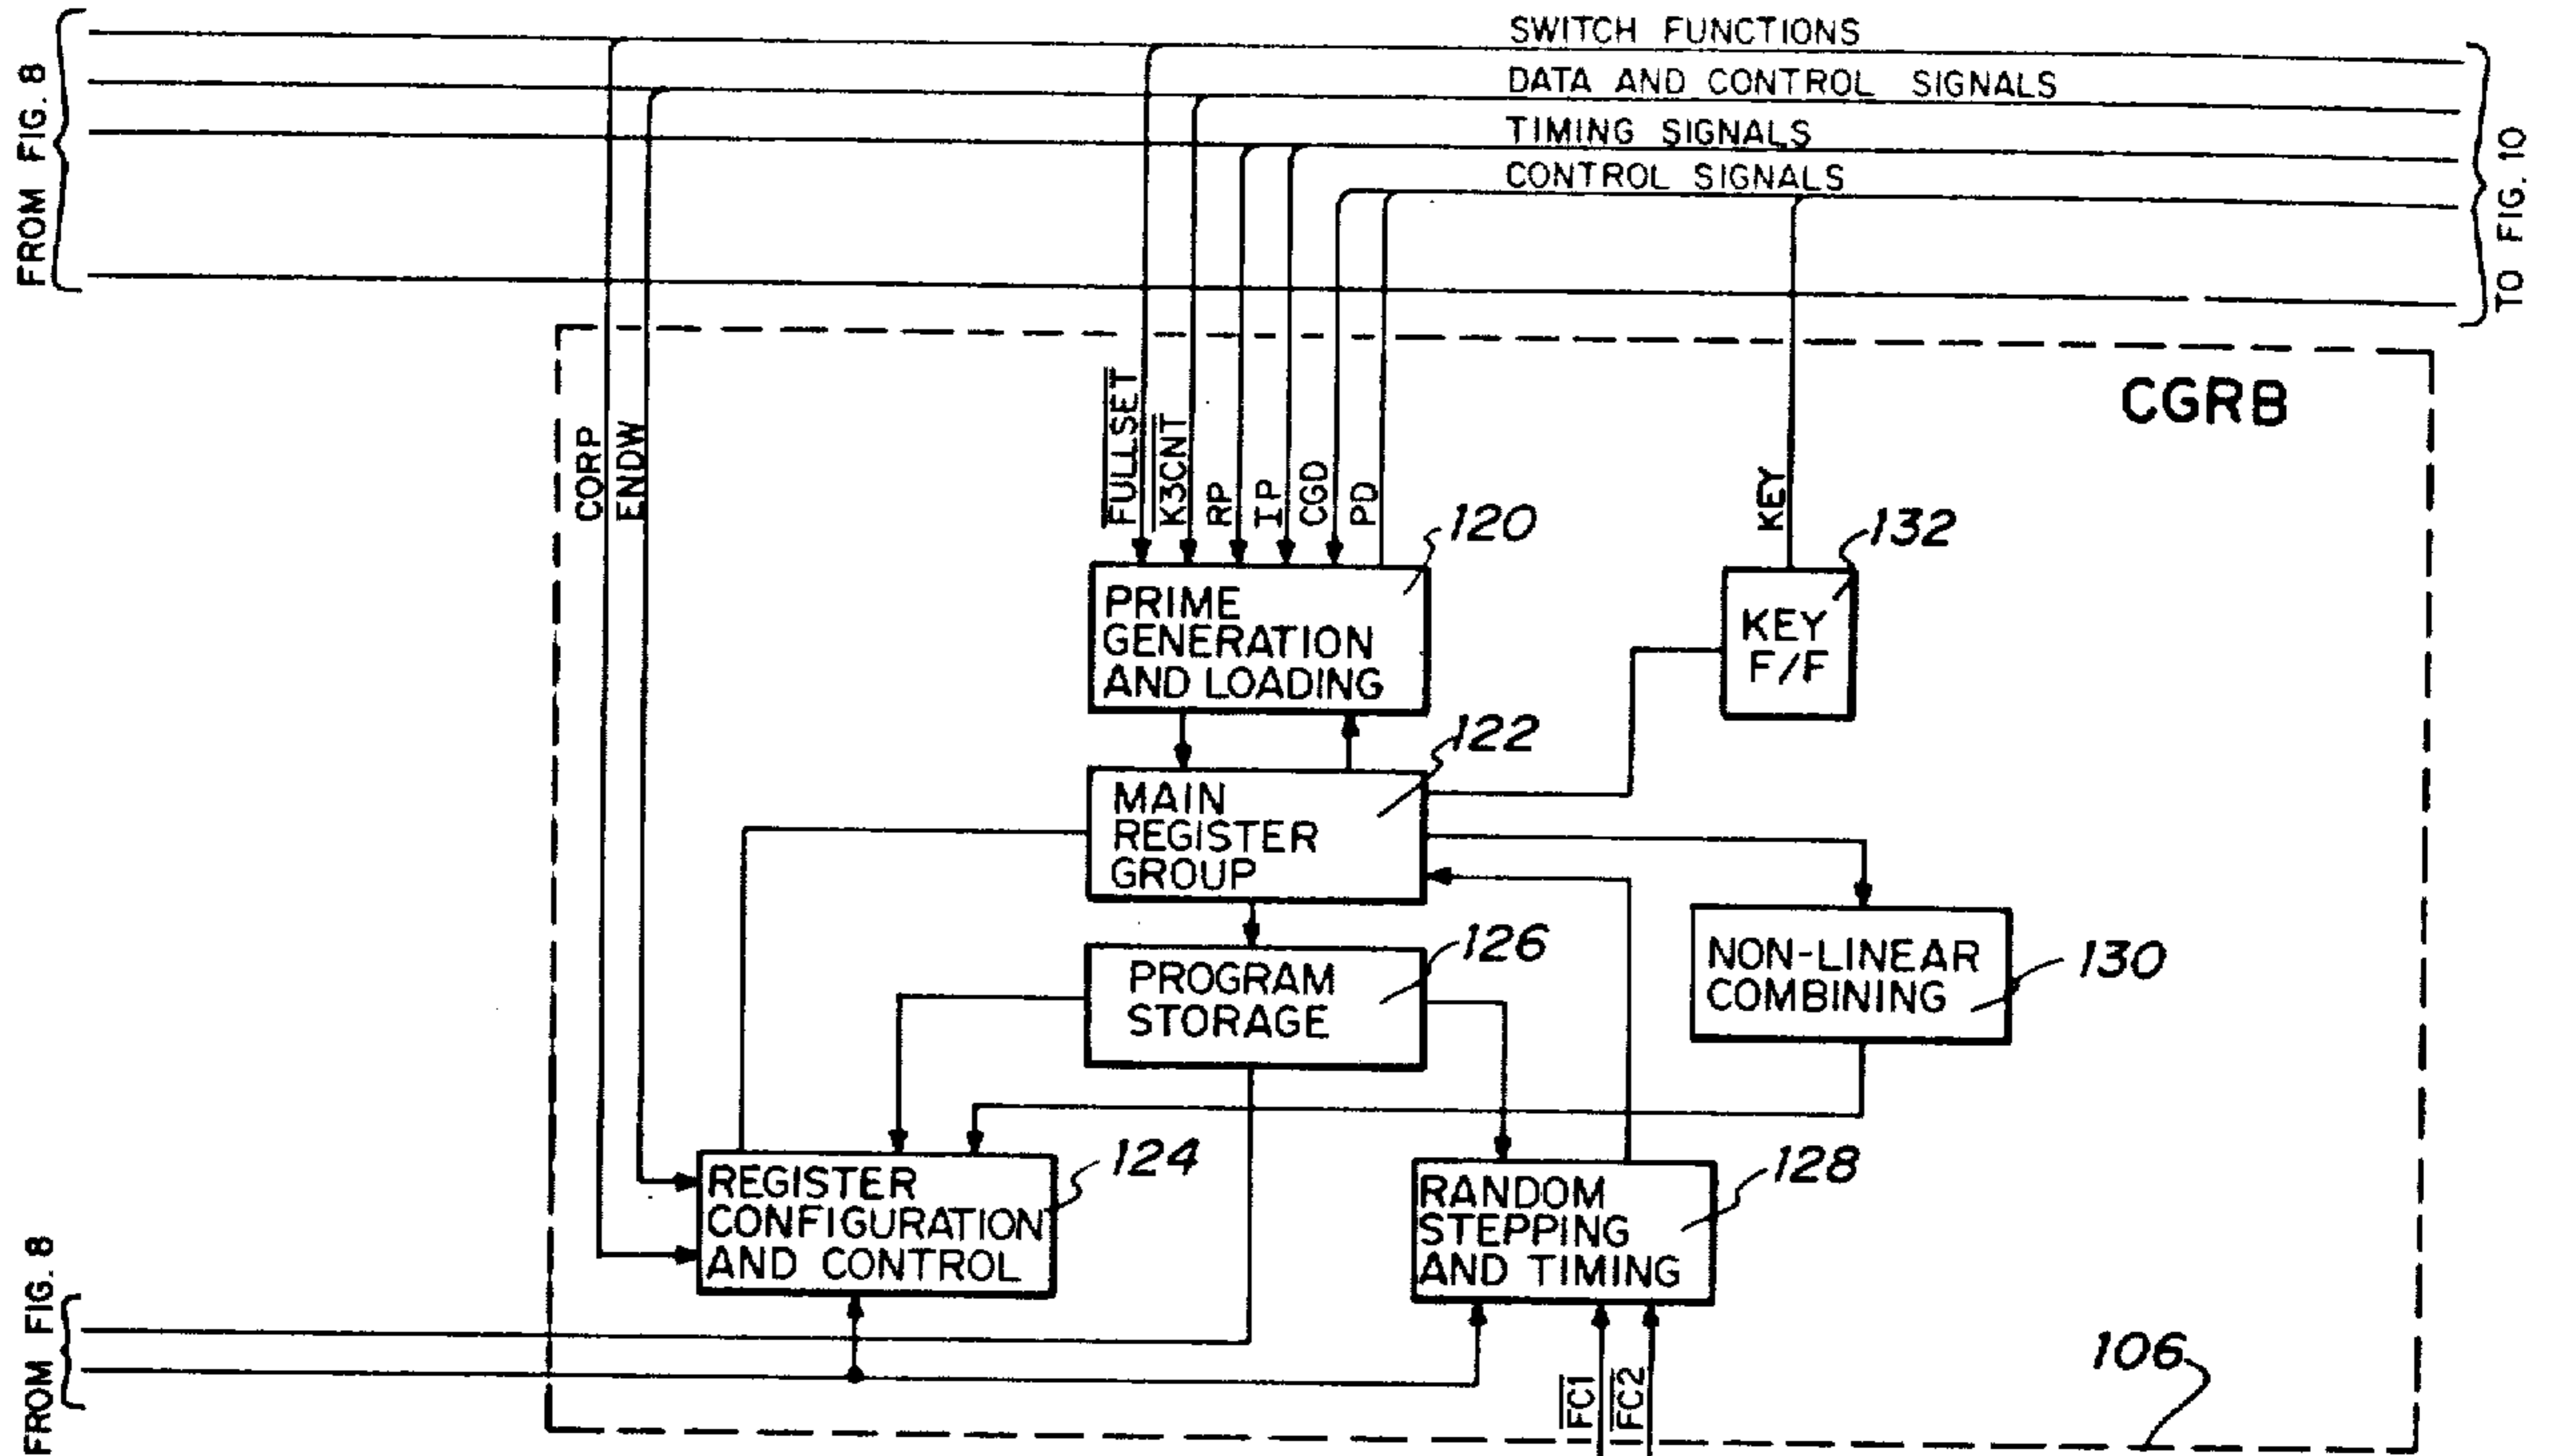 SWITCH FUNCTIONS
DATA AND CONTROL SIGNALS
TIMING SIGNALS
CONTROL SIGNALS
FROM FIG. 8
TO FIG. 10
CGRB
CORP
ENDW
FULLSET
K3CNT
RP
IP
CGD
PD
KEY
120
132
PRIME
GENERATION
AND LOADING
KEY
F/F
122
MAIN
REGISTER
GROUP
126
PROGRAM
STORAGE
NON-LINEAR
COMBINING
130
124
REGISTER
CONFIGURATION
AND CONTROL
128
RANDOM
STEPPING
AND TIMING
FROM FIG. 8
FC1
FC2
106